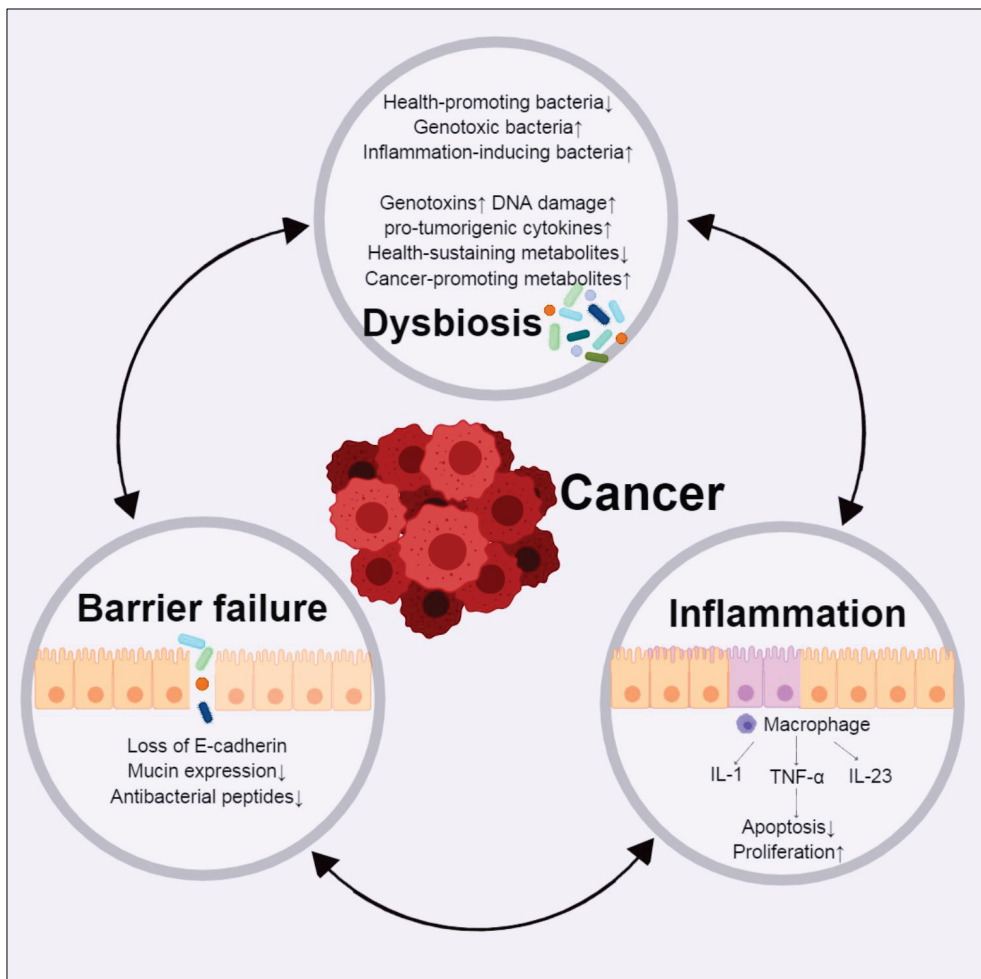 Health-promoting bacteria↓
Genotoxic bacteria↑
Inflammation-inducing bacteria↑
Genotoxins↑ DNA damage↑
pro-tumorigenic cytokines↑
Health-sustaining metabolites↓
Cancer-promoting metabolites↑
Dysbiosis
Cancer
Barrier failure
Loss of E-cadherin
Mucin expression↓
Antibacterial peptides↓
Inflammation
Macrophage
IL-1 TNF-α IL-23
Apoptosis↓
Proliferation↑